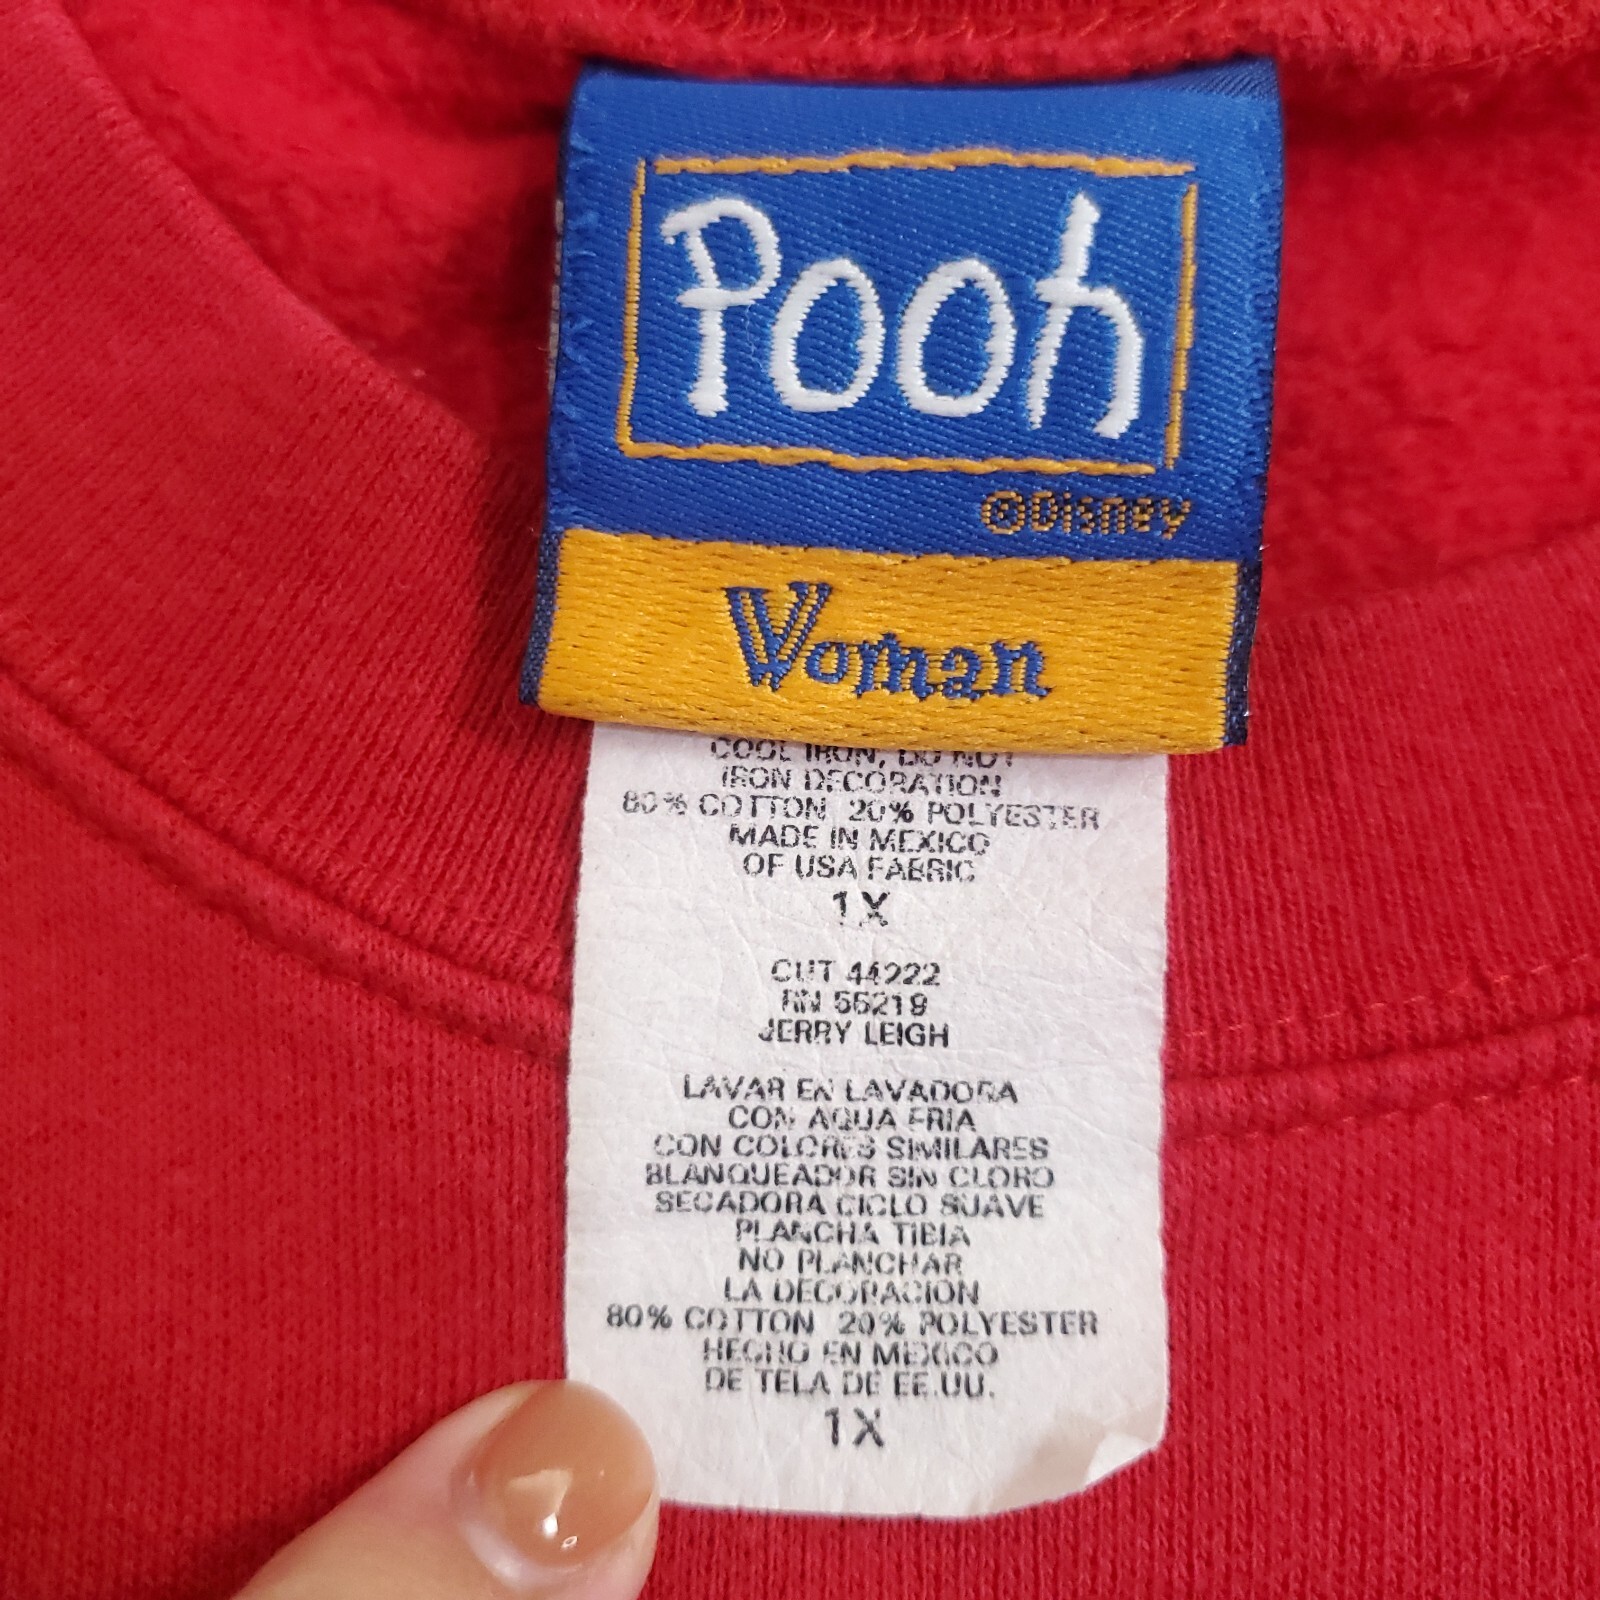 Pooh
©Disney
Woman
COOL IRON, DO NOT
IRON DECORATION
80% COTTON 20% POLYESTER
MADE IN MEXICO
OF USA FABRIC
1X
CUT 44222
RN 55219
JERRY LEIGH
LAVAR EN LAVADORA
CON AQUA FRIA
CON COLORES SIMILARES
BLANQUEADOR SIN CLORO
SECADORA CICLO SUAVE
PLANCHA TIBIA
NO PLANCHAR
LA DECORACION
80% COTTON 20% POLYESTER
HECHO EN MEXICO
DE TELA DE EE.UU.
1X